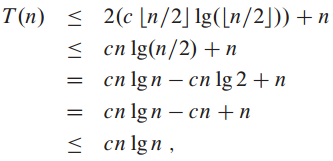 T(n) ≤ 2(c ⌊n/2⌋ lg(⌊n/2⌋)) + n
≤ cn lg(n/2) + n
= cn lg n − cn lg 2 + n
= cn lg n − cn + n
≤ cn lg n ,